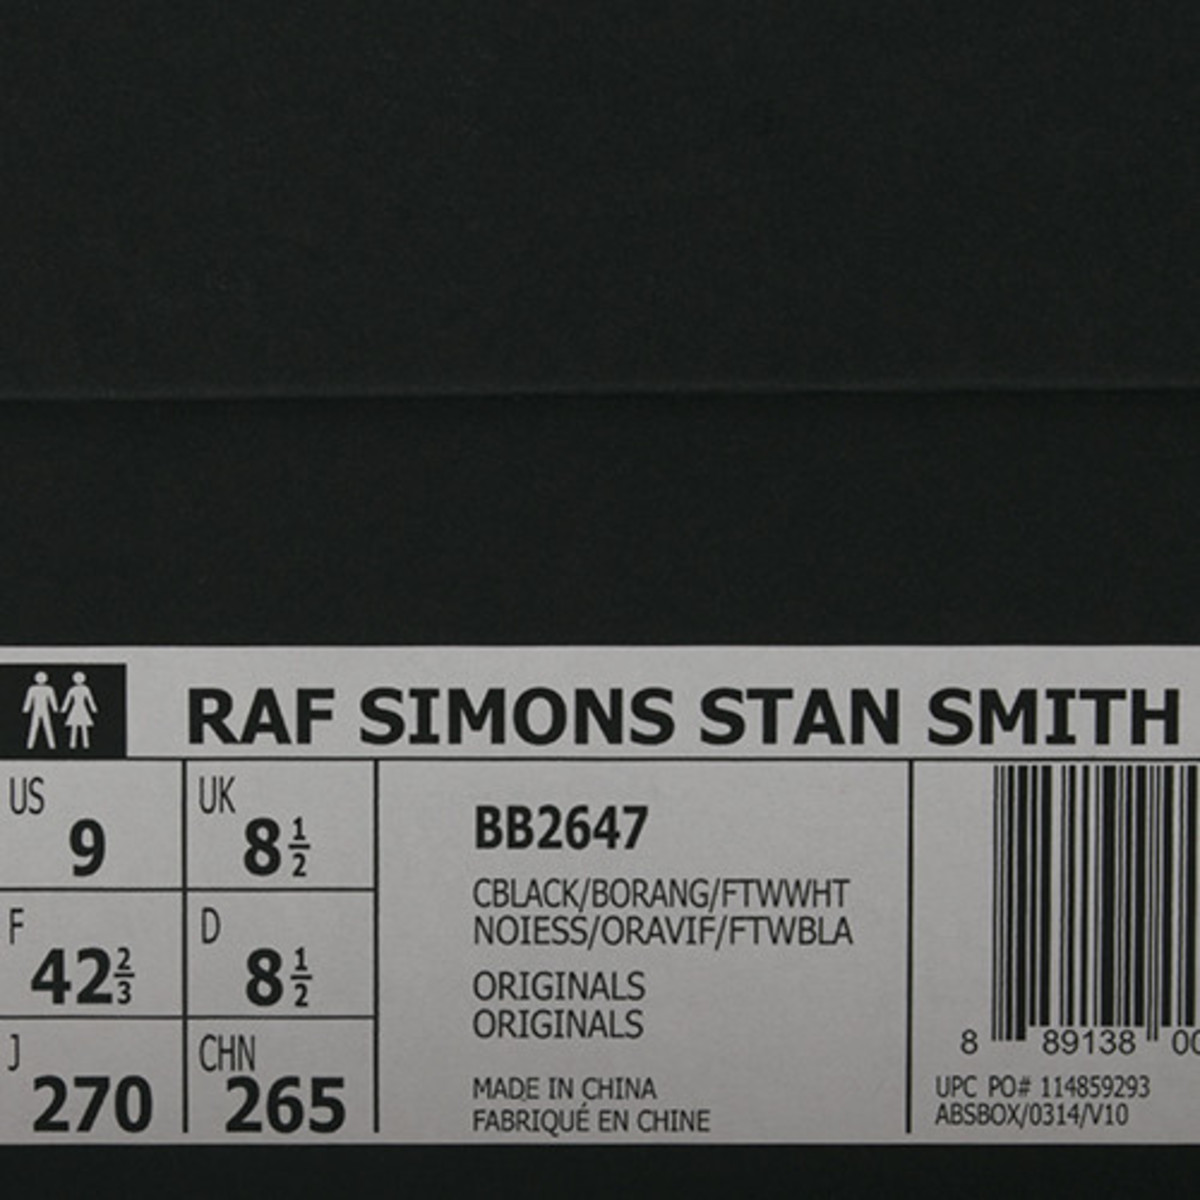 RAF SIMONS STAN SMITH
US
9
UK
8 1/2
F
42 2/3
D
8 1/2
J
270
CHN
265
BB2647
CBLACK/BORANG/FTWWHT
NOIESS/ORAVIF/FTWBLA
ORIGINALS
ORIGINALS
MADE IN CHINA
FABRIQUÉ EN CHINE
8 89138 00
UPC PO# 114859293
ABSBOX/0314/V10